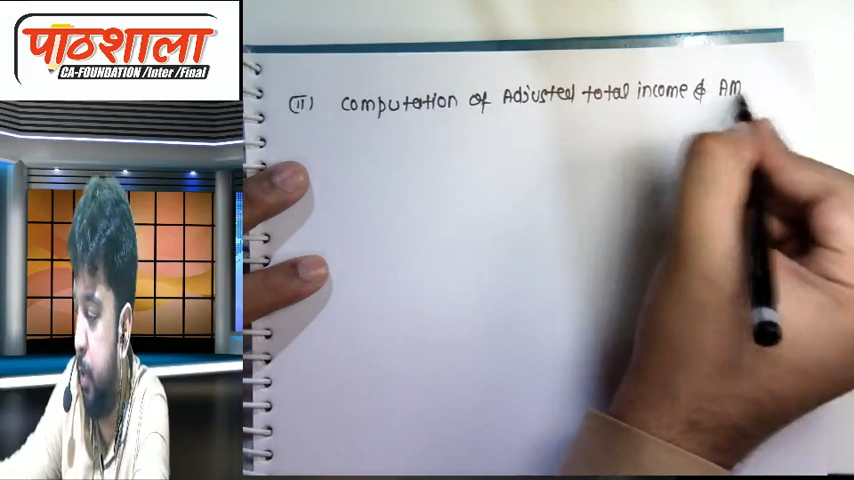 पाठशाला
CA-FOUNDATION /Inter /Final
(II) Computation of Adjusted total income & AM